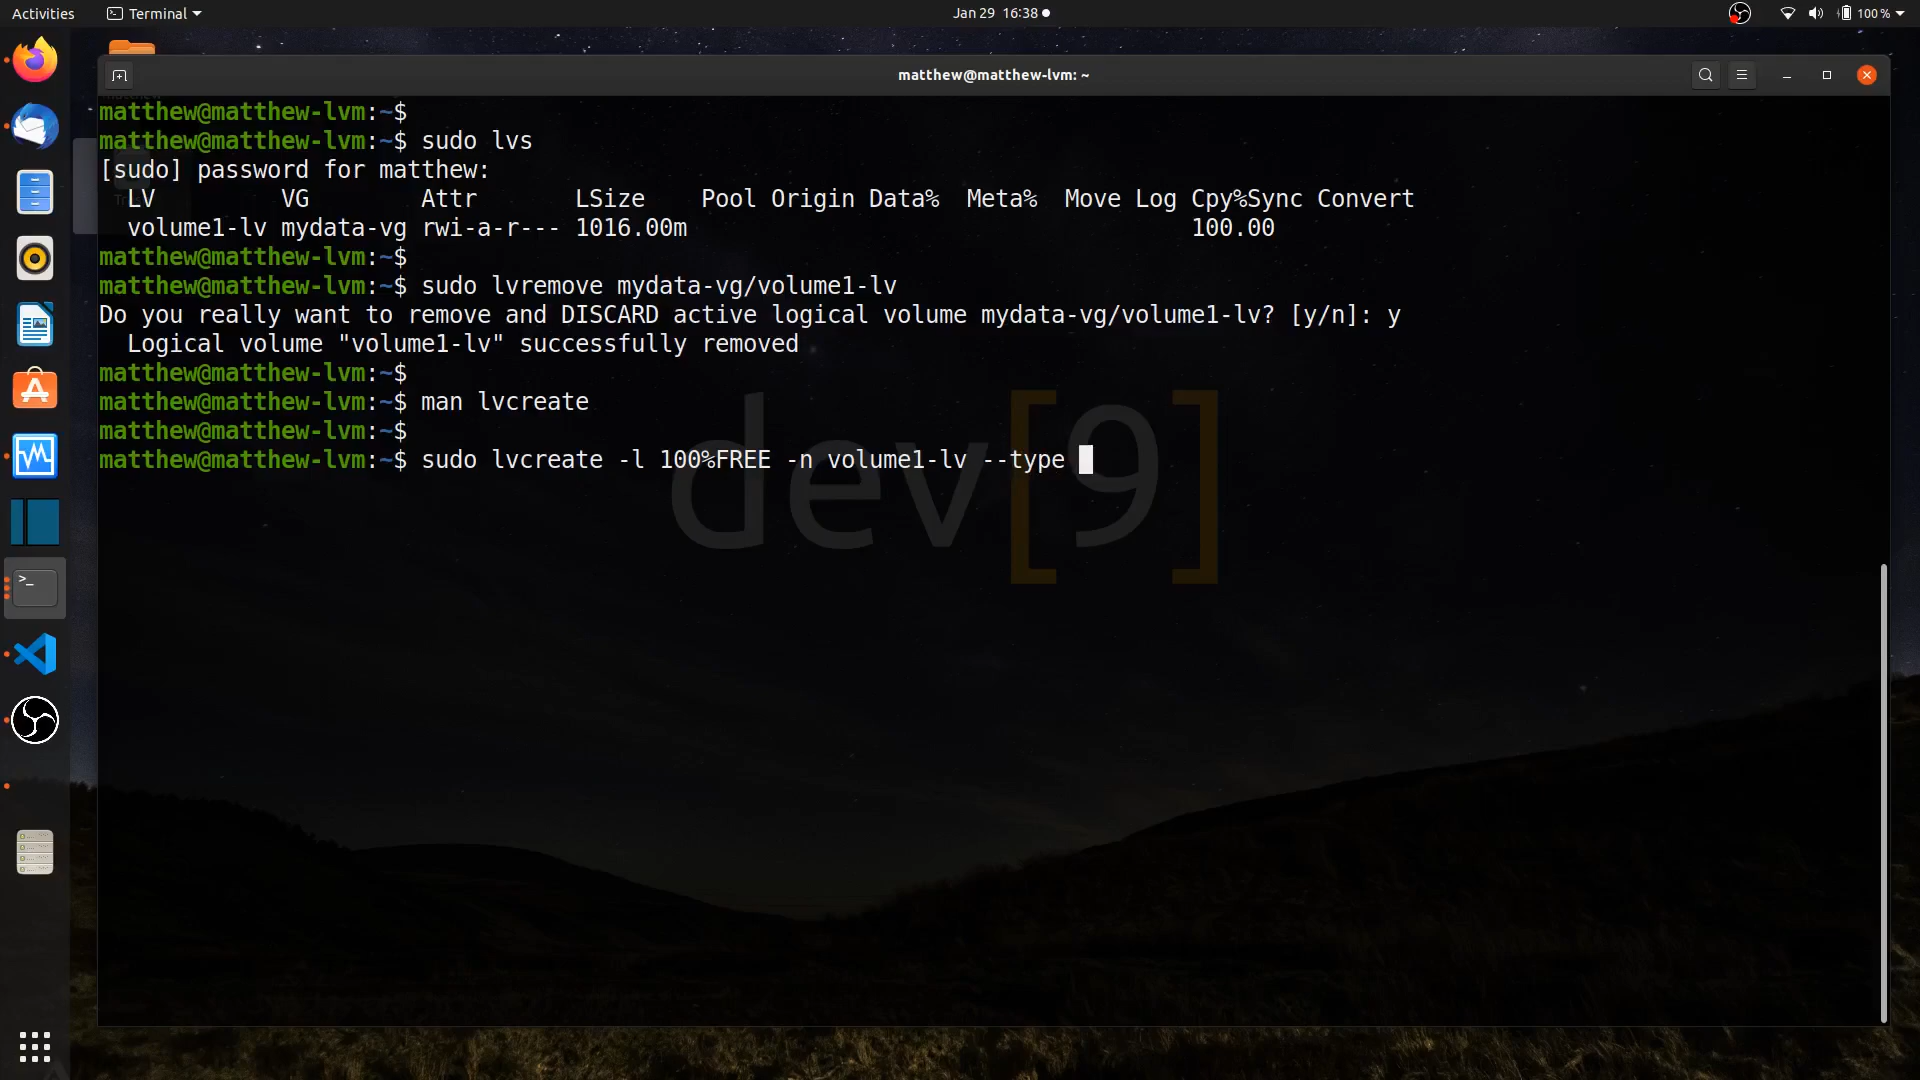 Activities Terminal Jan 29 16:38 100 %
matthew@matthew-lvm: ~
matthew@matthew-lvm:~$
matthew@matthew-lvm:~$ sudo lvs
[sudo] password for matthew:
LV VG Attr LSize Pool Origin Data% Meta% Move Log Cpy%Sync Convert
volume1-lv mydata-vg rwi-a-r--- 1016.00m 100.00
matthew@matthew-lvm:~$
matthew@matthew-lvm:~$ sudo lvremove mydata-vg/volume1-lv
Do you really want to remove and DISCARD active logical volume mydata-vg/volume1-lv? [y/n]: y
Logical volume "volume1-lv" successfully removed
matthew@matthew-lvm:~$
matthew@matthew-lvm:~$ man lvcreate
matthew@matthew-lvm:~$
matthew@matthew-lvm:~$ sudo lvcreate -l 100%FREE -n volume1-lv --type
dev[9]